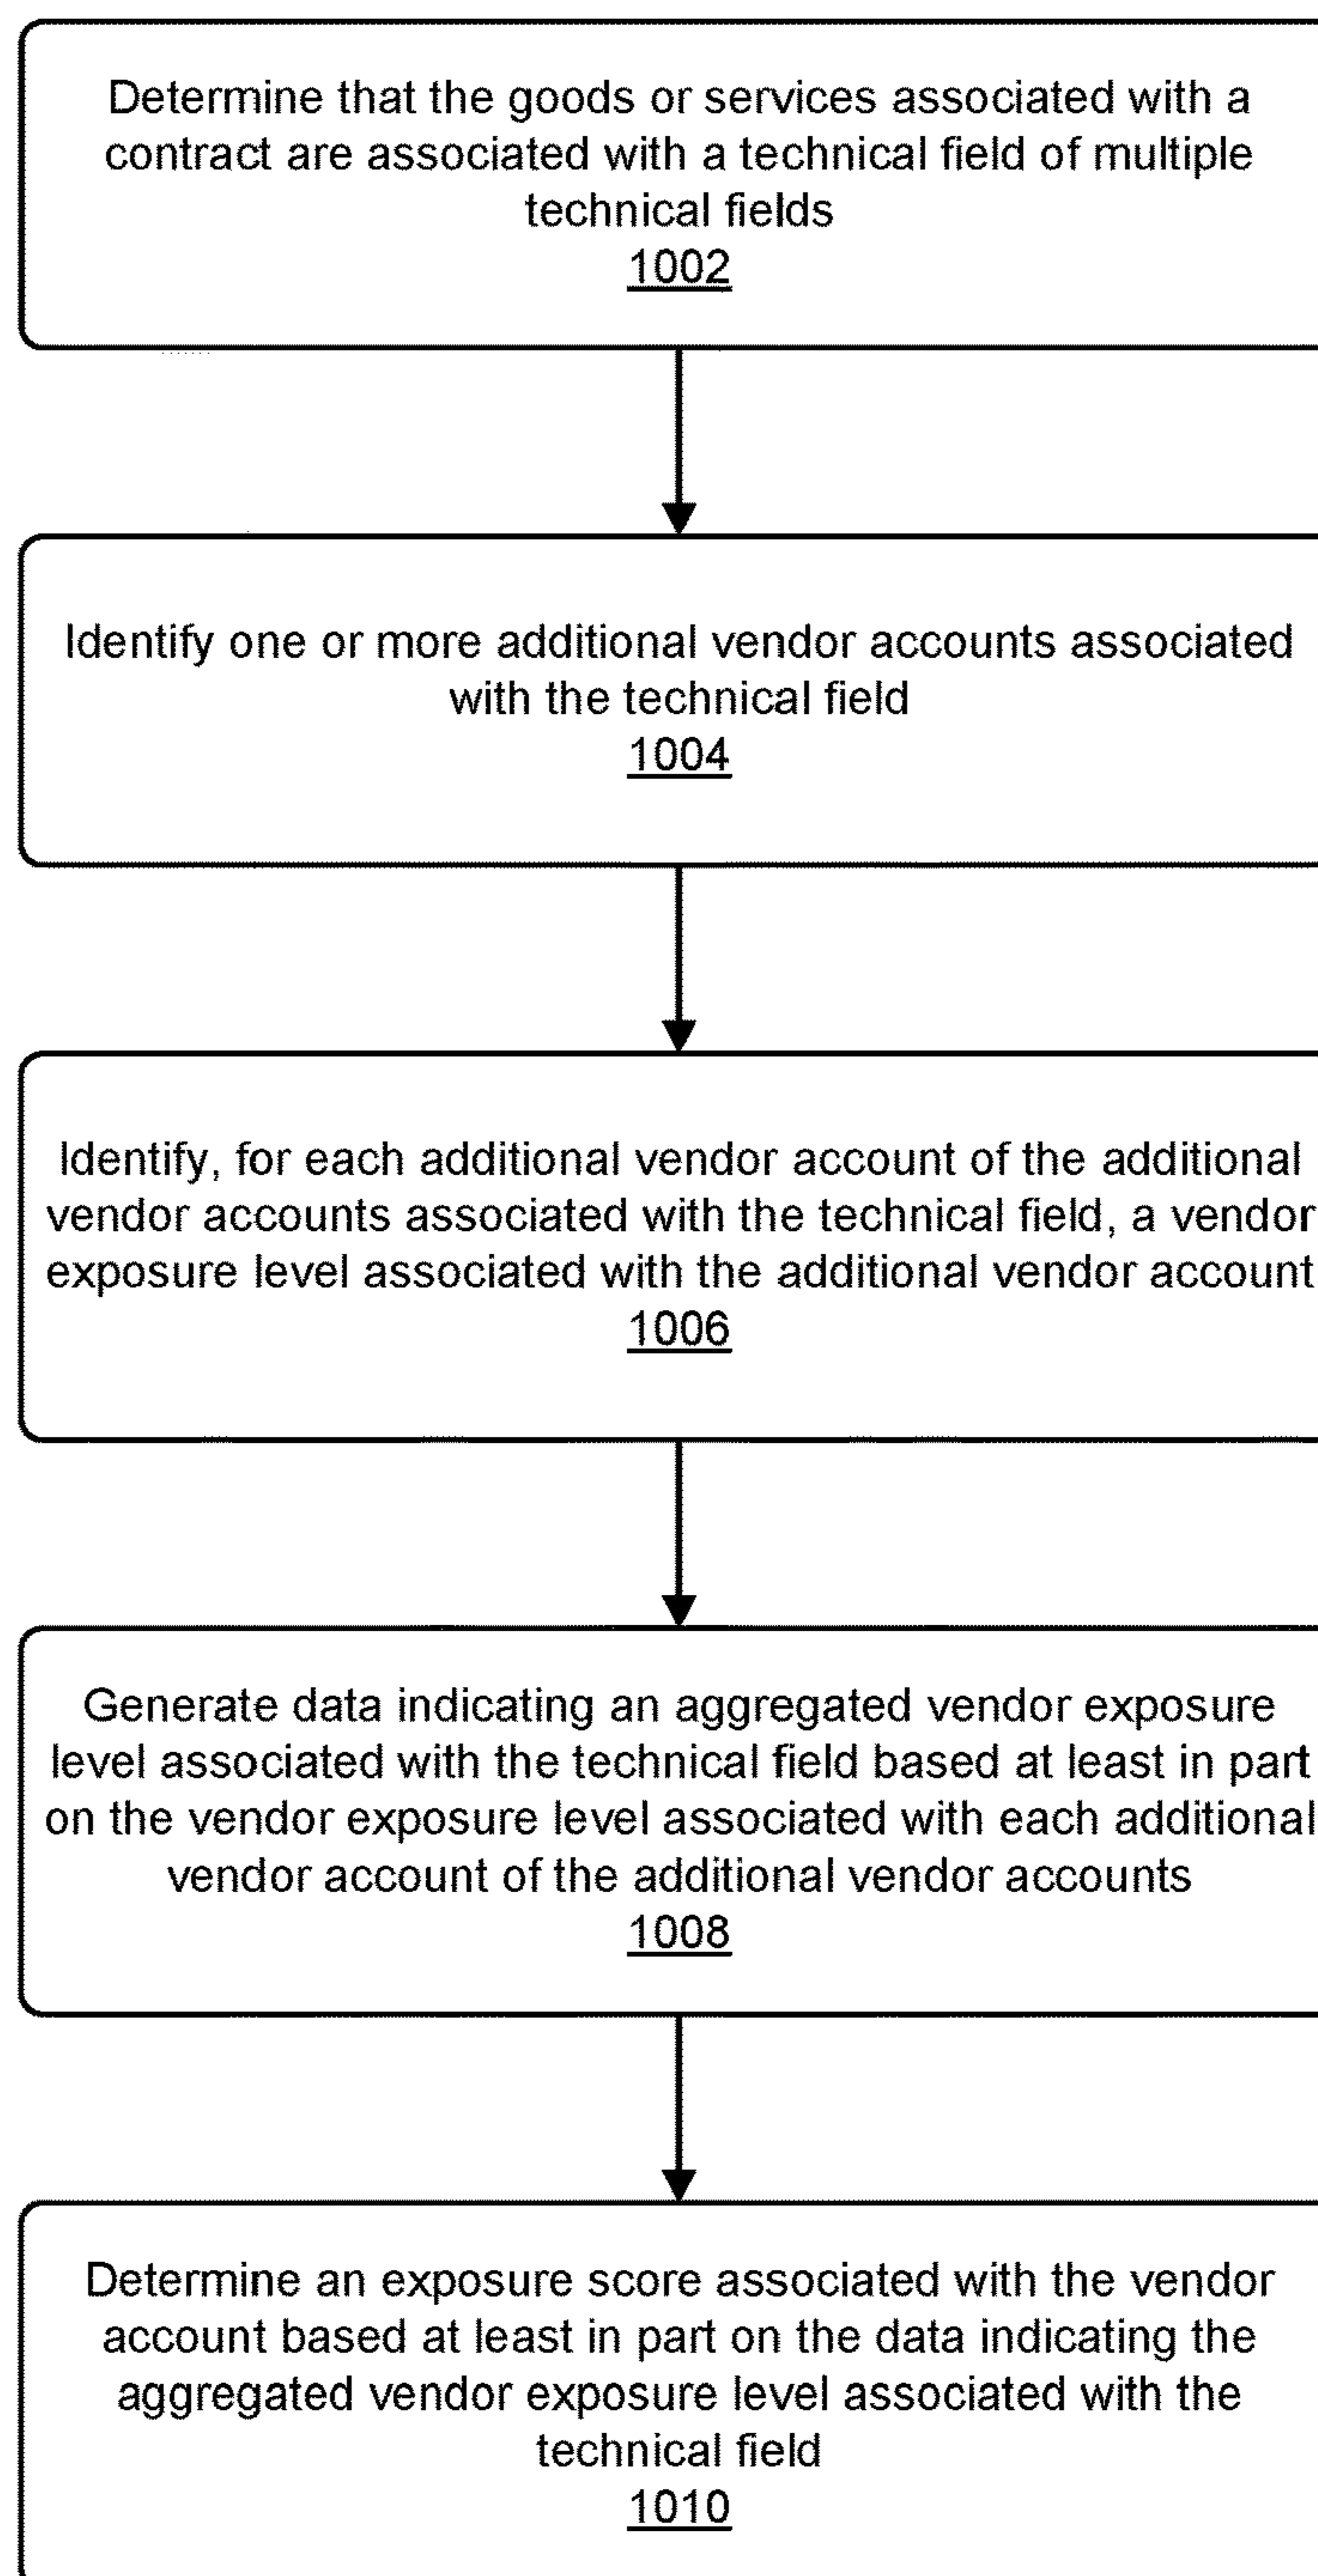 Determine that the goods or services associated with a
contract are associated with a technical field of multiple
technical fields
1002
Identify one or more additional vendor accounts associated
with the technical field
1004
Identify, for each additional vendor account of the additional
vendor accounts associated with the technical field, a vendor
exposure level associated with the additional vendor account
1006
Generate data indicating an aggregated vendor exposure
level associated with the technical field based at least in part
on the vendor exposure level associated with each additional
vendor account of the additional vendor accounts
1008
Determine an exposure score associated with the vendor
account based at least in part on the data indicating the
aggregated vendor exposure level associated with the
technical field
1010